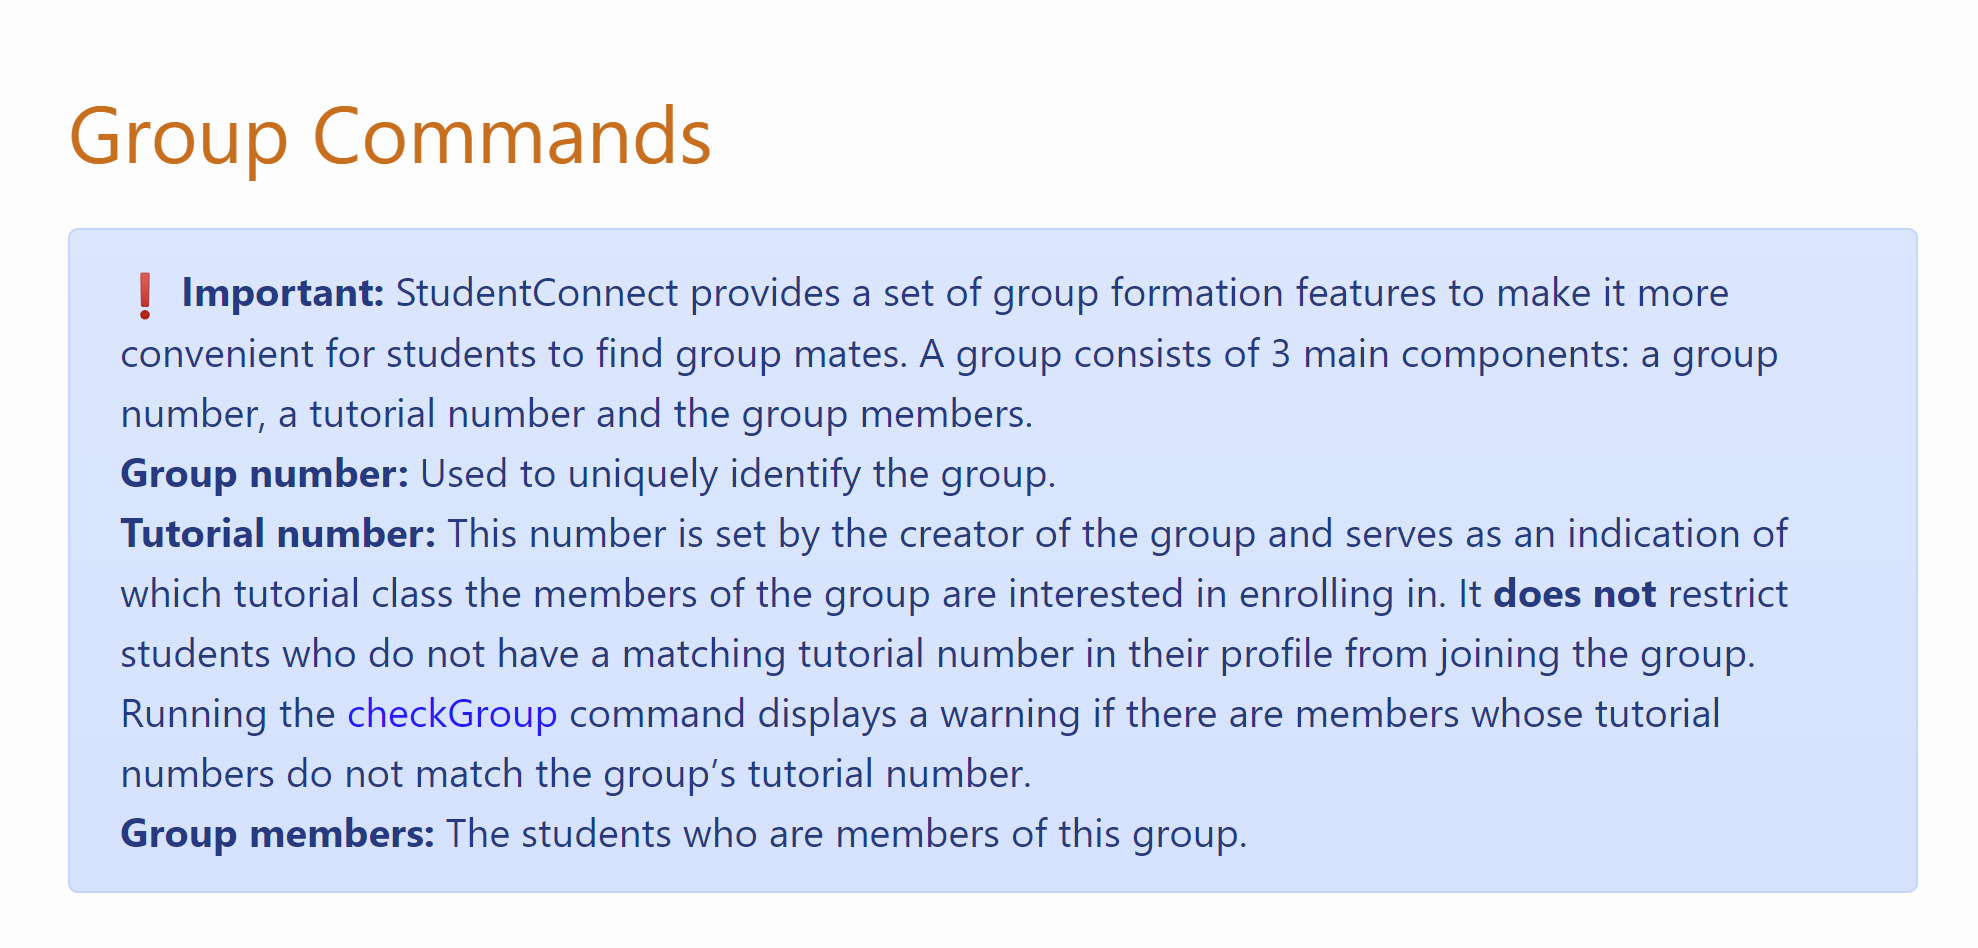 Group Commands
❗ Important: StudentConnect provides a set of group formation features to make it more
convenient for students to find group mates. A group consists of 3 main components: a group
number, a tutorial number and the group members.
Group number: Used to uniquely identify the group.
Tutorial number: This number is set by the creator of the group and serves as an indication of
which tutorial class the members of the group are interested in enrolling in. It does not restrict
students who do not have a matching tutorial number in their profile from joining the group.
Running the checkGroup command displays a warning if there are members whose tutorial
numbers do not match the group’s tutorial number.
Group members: The students who are members of this group.